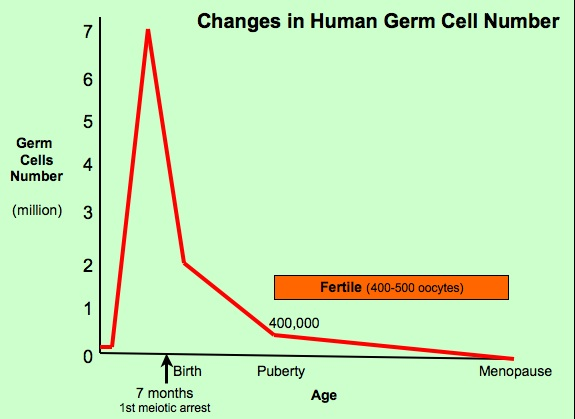 Changes in Human Germ Cell Number
7
6
5
4
3
2
1
0
Germ
Cells
Number
(million)
Fertile (400-500 oocytes)
400,000
Birth
Puberty
Menopause
7 months
1st meiotic arrest
Age